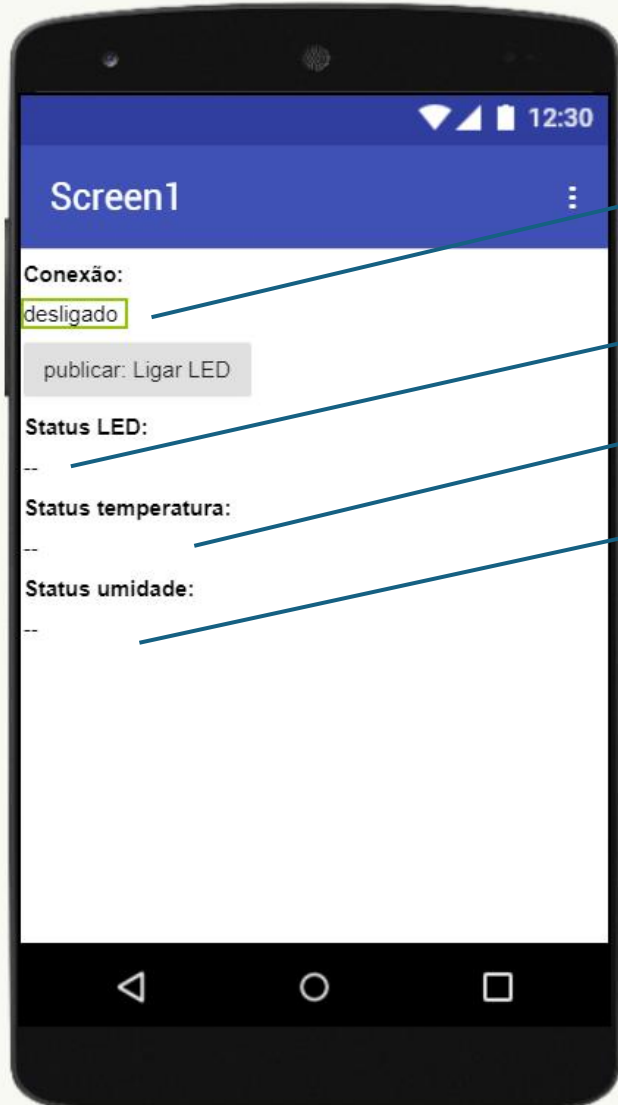 12:30
Screen1
Conexão:
desligado
publicar: Ligar LED
Status LED:
--
Status temperatura:
--
Status umidade:
--